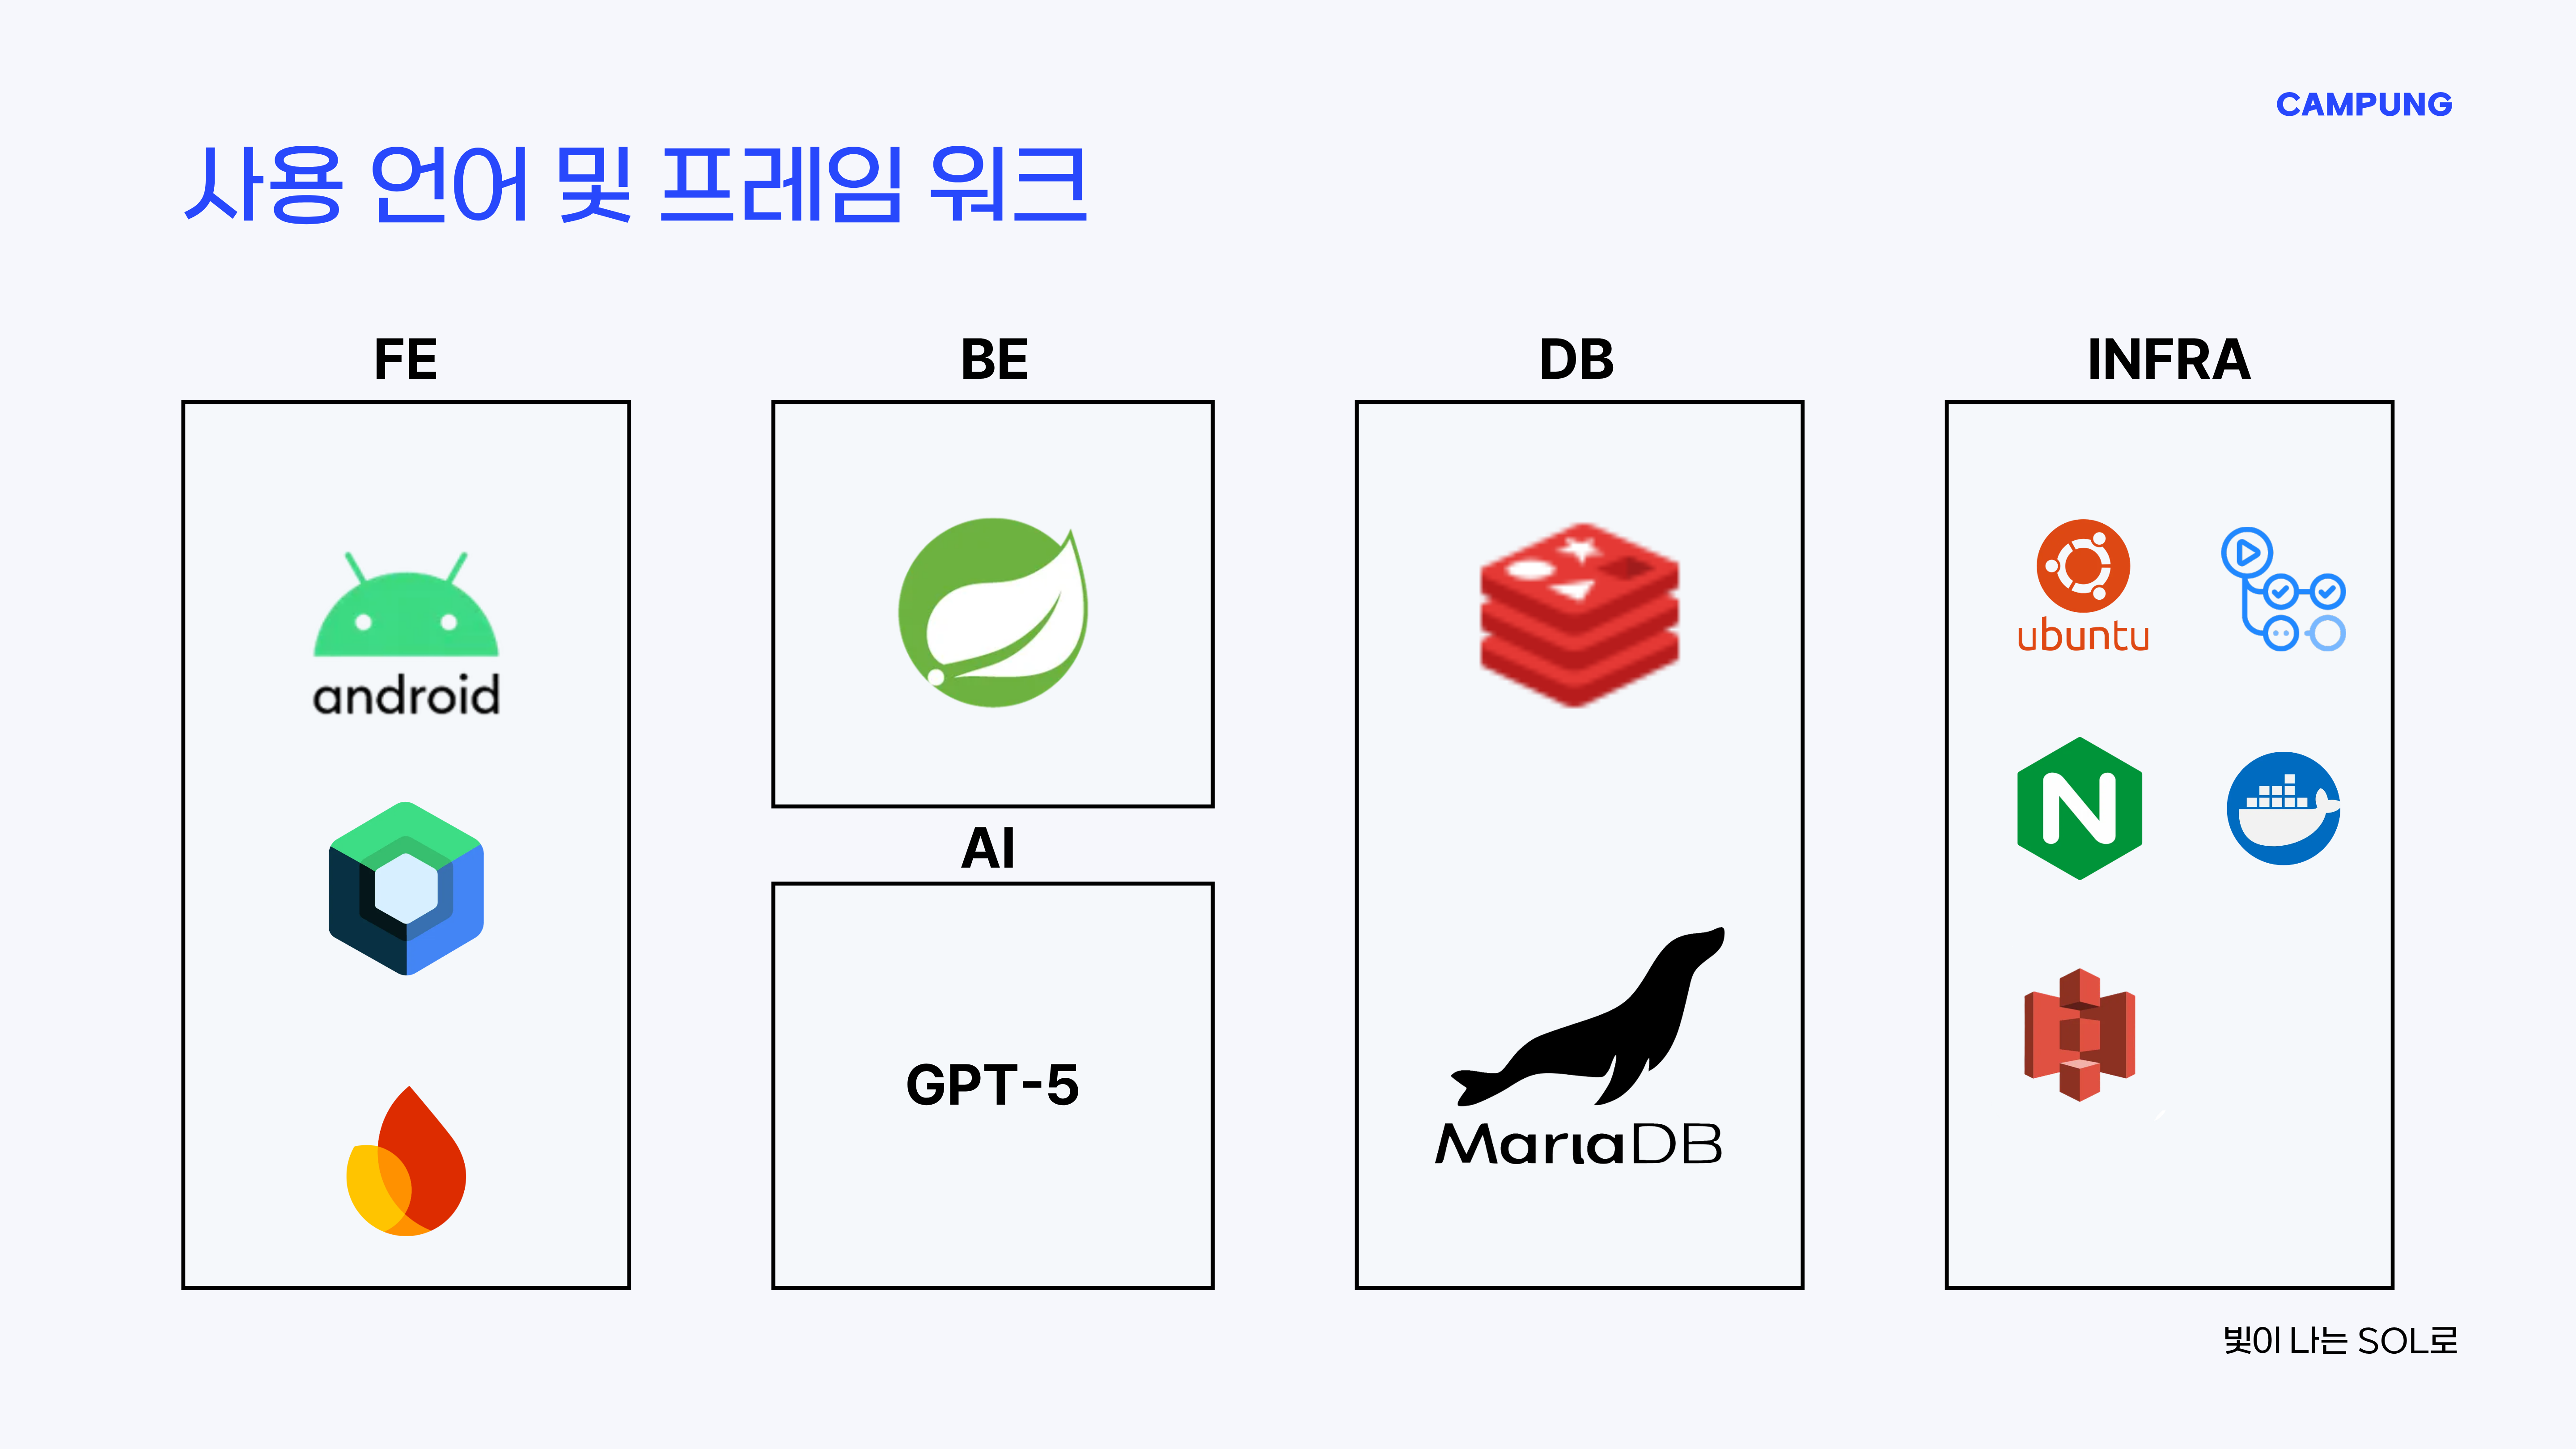 CAMPUNG
사용 언어 및 프레임 워크
FE
BE
DB
INFRA
android
ubuntu
N
AI
GPT-5
MariaDB
빛이 나는 SOL로